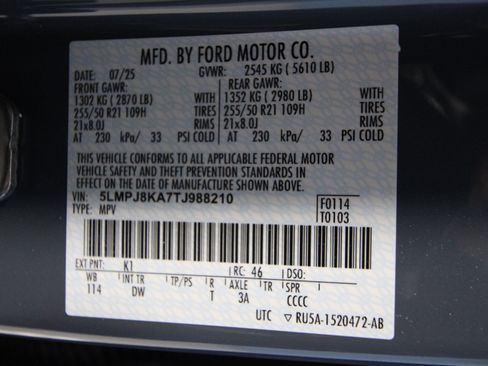 MFD. BY FORD MOTOR CO.
DATE: 07/25 GVWR: 2545 KG ( 5610 LB)
FRONT GAWR: REAR GAWR:
1302 KG ( 2870 LB) WITH 1352 KG ( 2980 LB) WITH
255/50 R21 109H TIRES 255/50 R21 109H TIRES
21x8.0J RIMS 21x8.0J RIMS
AT 230 kPa/ 33 PSI COLD AT 230 kPa/ 33 PSI COLD
THIS VEHICLE CONFORMS TO ALL APPLICABLE FEDERAL MOTOR
VEHICLE SAFETY AND THEFT PREVENTION STANDARDS IN
EFFECT ON THE DATE OF MANUFACTURE SHOWN ABOVE.
VIN: 5LMPJ8KA7TJ988210 F0114
TYPE: MPV T0103
EXT PNT: K1 RC: 46 DSO:
WB INT TR TP/PS R AXLE TR SPR
114 DW T 3A CCCC
UTC ▽ RU5A-1520472-AB